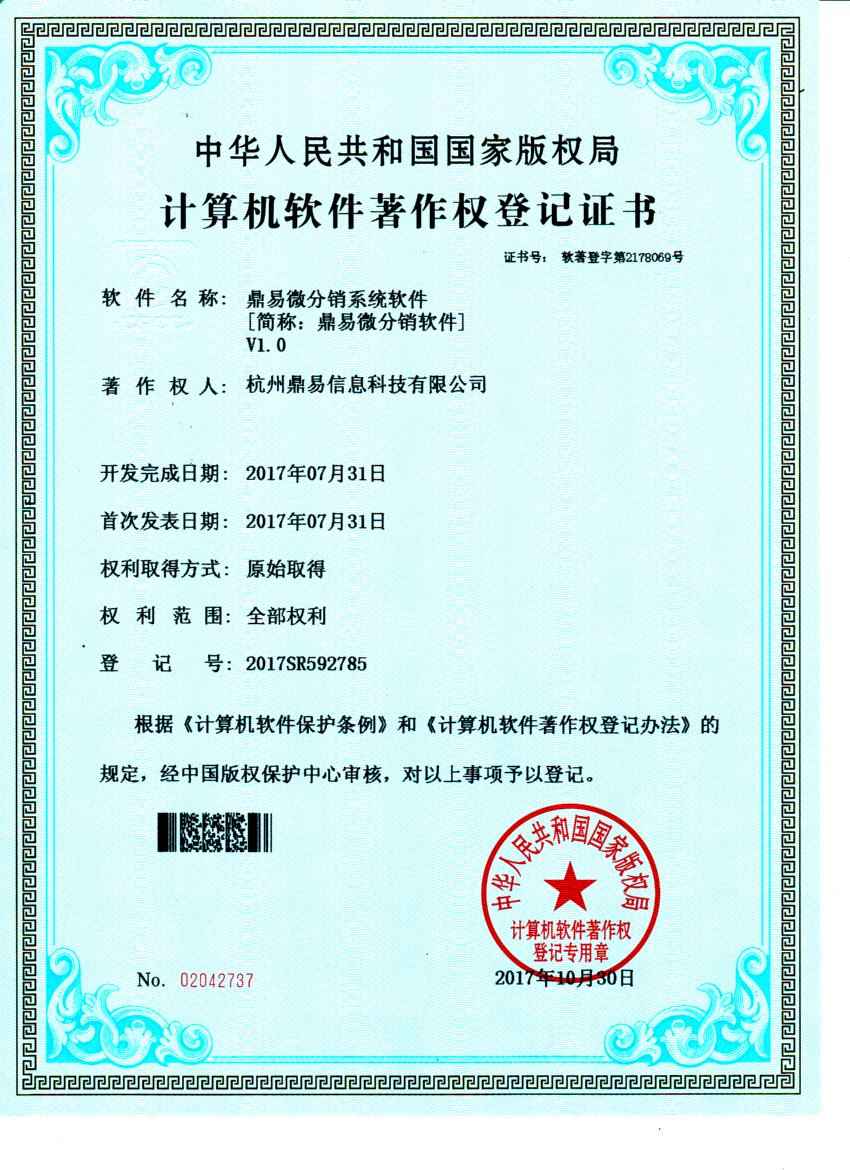 中华人民共和国国家版权局
计算机软件著作权登记证书
证书号： 软著登字第2178069号
软件名称： 鼎易微分销系统软件
[简称：鼎易微分销软件]
V1.0
著作权人： 杭州鼎易信息科技有限公司
开发完成日期： 2017年07月31日
首次发表日期： 2017年07月31日
权利取得方式： 原始取得
权利范围： 全部权利
登记号： 2017SR592785
根据《计算机软件保护条例》和《计算机软件著作权登记办法》的
规定，经中国版权保护中心审核，对以上事项予以登记。
中华人民共和国国家版权局
计算机软件著作权
登记专用章
No. 02042737
2017年10月30日